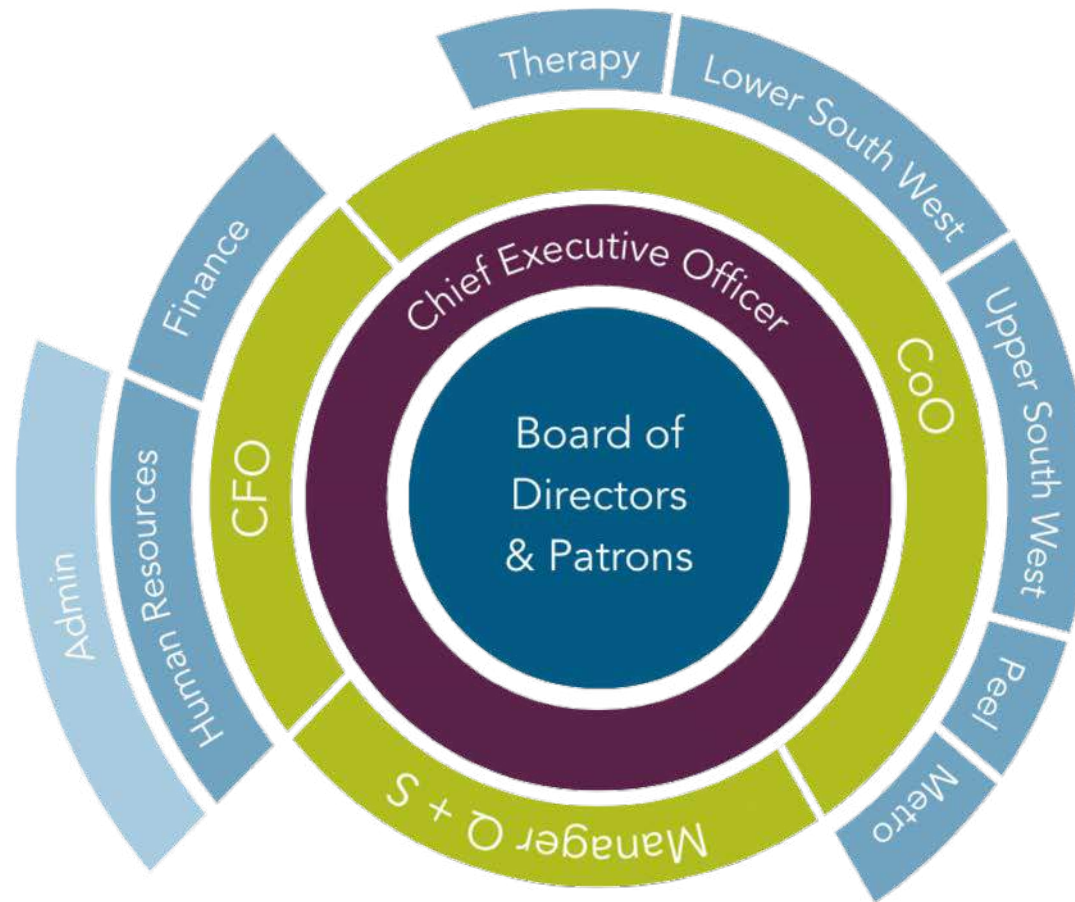 Board of
Directors
& Patrons
Chief Executive Officer
CFO
CoO
Manager Q + S
Finance
Human Resources
Admin
Therapy
Lower South West
Upper South West
Peel
Metro